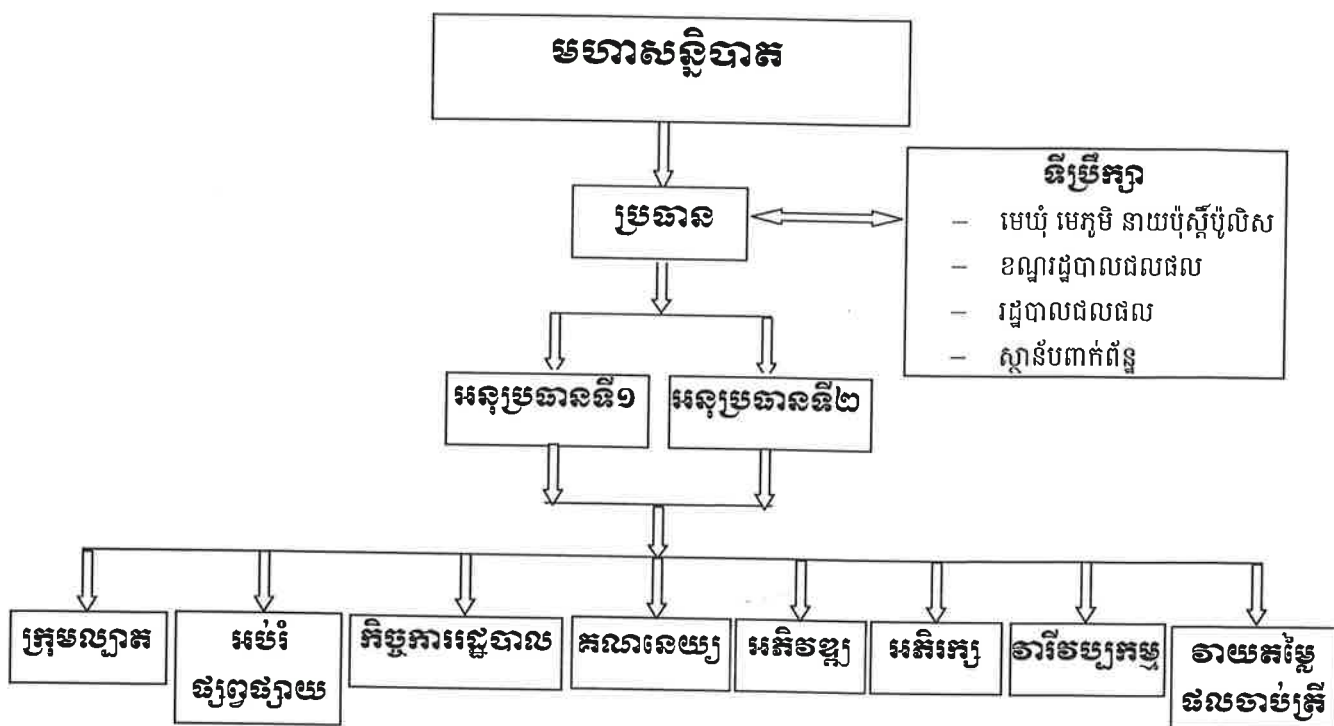 មហាសន្និបាត
ប្រធាន
ទីប្រឹក្សា
– មេឃុំ មេភូមិ នាយប៉ុស្តិ៍ប៉ូលិស
– ខណ្ឌរដ្ឋបាលជលផល
– រដ្ឋបាលជលផល
– ស្ថាន័បពាក់ព័ន្ធ
អនុប្រធានទី១
អនុប្រធានទី២
ក្រុមល្បាត
អប់រំ
ផ្សព្វផ្សាយ
កិច្ចការរដ្ឋបាល
គណនេយ្យ
អភិវឌ្ឍ
អភិរក្ស
វារីវប្បកម្ម
វាយតម្លៃ
ផលចាប់ត្រី